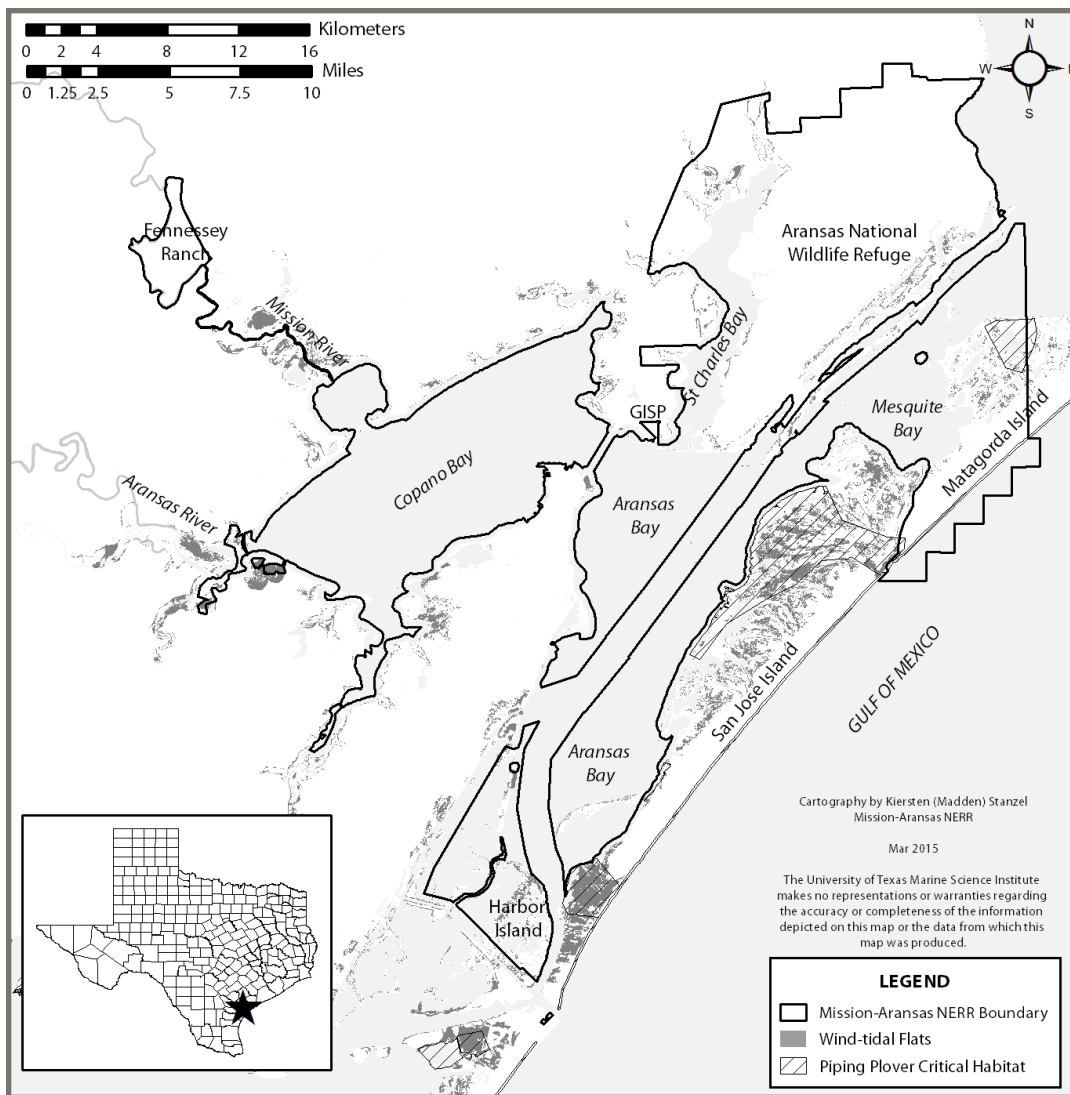 Kilometers
0 2 4 8 12 16
Miles
0 1.25 2.5 5 7.5 10
N
W
S
Fennessey
Ranch
Mission River
Aransas River
Copano Bay
Aransas National
Wildlife Refuge
St Charles Bay
GISP
Mesquite
Bay
Matagorda Island
Aransas
Bay
San Jose Island
GULF OF MEXICO
Aransas
Bay
Harbor
Island
Cartography by Kiersten (Madden) Stanzel
Mission-Aransas NERR
Mar 2015
The University of Texas Marine Science Institute
makes no representations or warranties regarding
the accuracy or completeness of the information
depicted on this map or the data from which this
map was produced.
LEGEND
Mission-Aransas NERR Boundary
Wind-tidal Flats
Piping Plover Critical Habitat